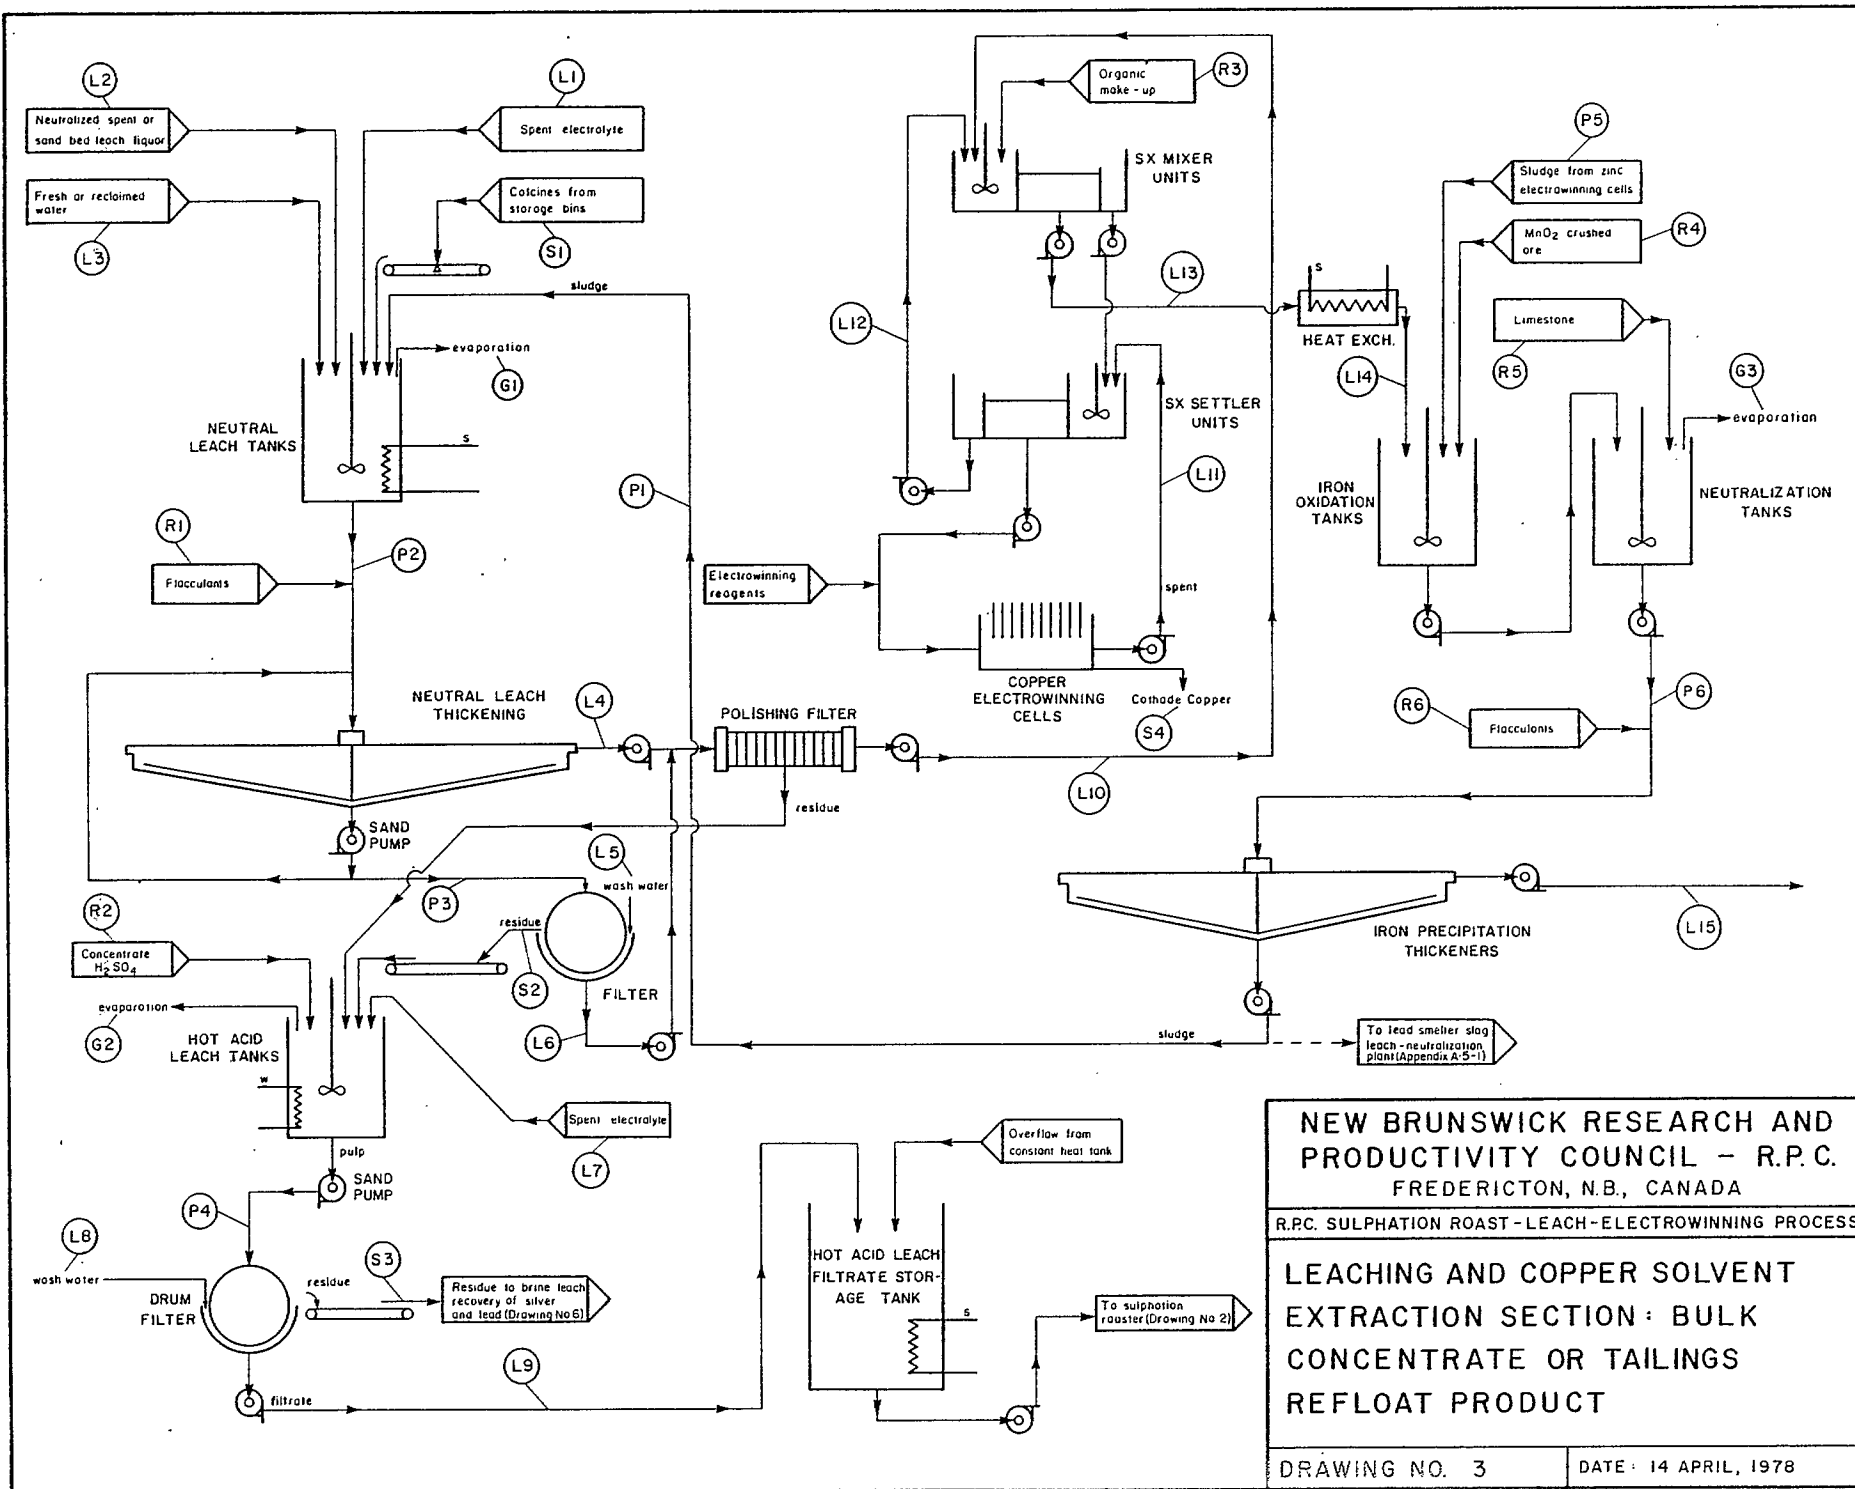 L2
L1
Neutralized spent or
sand bed leach liquor
Spent electrolyte
Fresh or reclaimed
water
Calcines from
storage bins
L3
S1
sludge
evaporation
G1
NEUTRAL
LEACH TANKS
s
R1
P2
Flocculants
P1
NEUTRAL LEACH
THICKENING
L4
POLISHING FILTER
residue
L10
SAND
PUMP
L5
wash water
P3
R2
residue
Concentrate
H2SO4
S2
FILTER
evaporation
G2
HOT ACID
LEACH TANKS
L6
w
Spent electrolyte
L7
pulp
SAND
PUMP
P4
L8
wash water
DRUM
FILTER
residue
S3
Residue to brine leach
recovery of silver
and lead (Drawing No 6)
filtrate
L9
Organic
make-up
R3
SX MIXER
UNITS
L12
L13
SX SETTLER
UNITS
L11
Electrowinning
reagents
spent
COPPER
ELECTROWINNING
CELLS
Cathode Copper
S4
s
HEAT EXCH.
L14
P5
Sludge from zinc
electrowinning cells
MnO2 crushed
ore
R4
Limestone
R5
G3
evaporation
IRON
OXIDATION
TANKS
NEUTRALIZATION
TANKS
R6
P6
Flocculants
IRON PRECIPITATION
THICKENERS
L15
sludge
To lead smelter slag
leach-neutralization
plant (Appendix A-5-1)
Overflow from
constant heat tank
HOT ACID LEACH
FILTRATE STOR-
AGE TANK
s
To sulphation
roaster (Drawing No 2)
NEW BRUNSWICK RESEARCH AND
PRODUCTIVITY COUNCIL - R.P.C.
FREDERICTON, N.B., CANADA
R.P.C. SULPHATION ROAST-LEACH-ELECTROWINNING PROCESS
LEACHING AND COPPER SOLVENT
EXTRACTION SECTION: BULK
CONCENTRATE OR TAILINGS
REFLOAT PRODUCT
DRAWING NO. 3
DATE: 14 APRIL, 1978